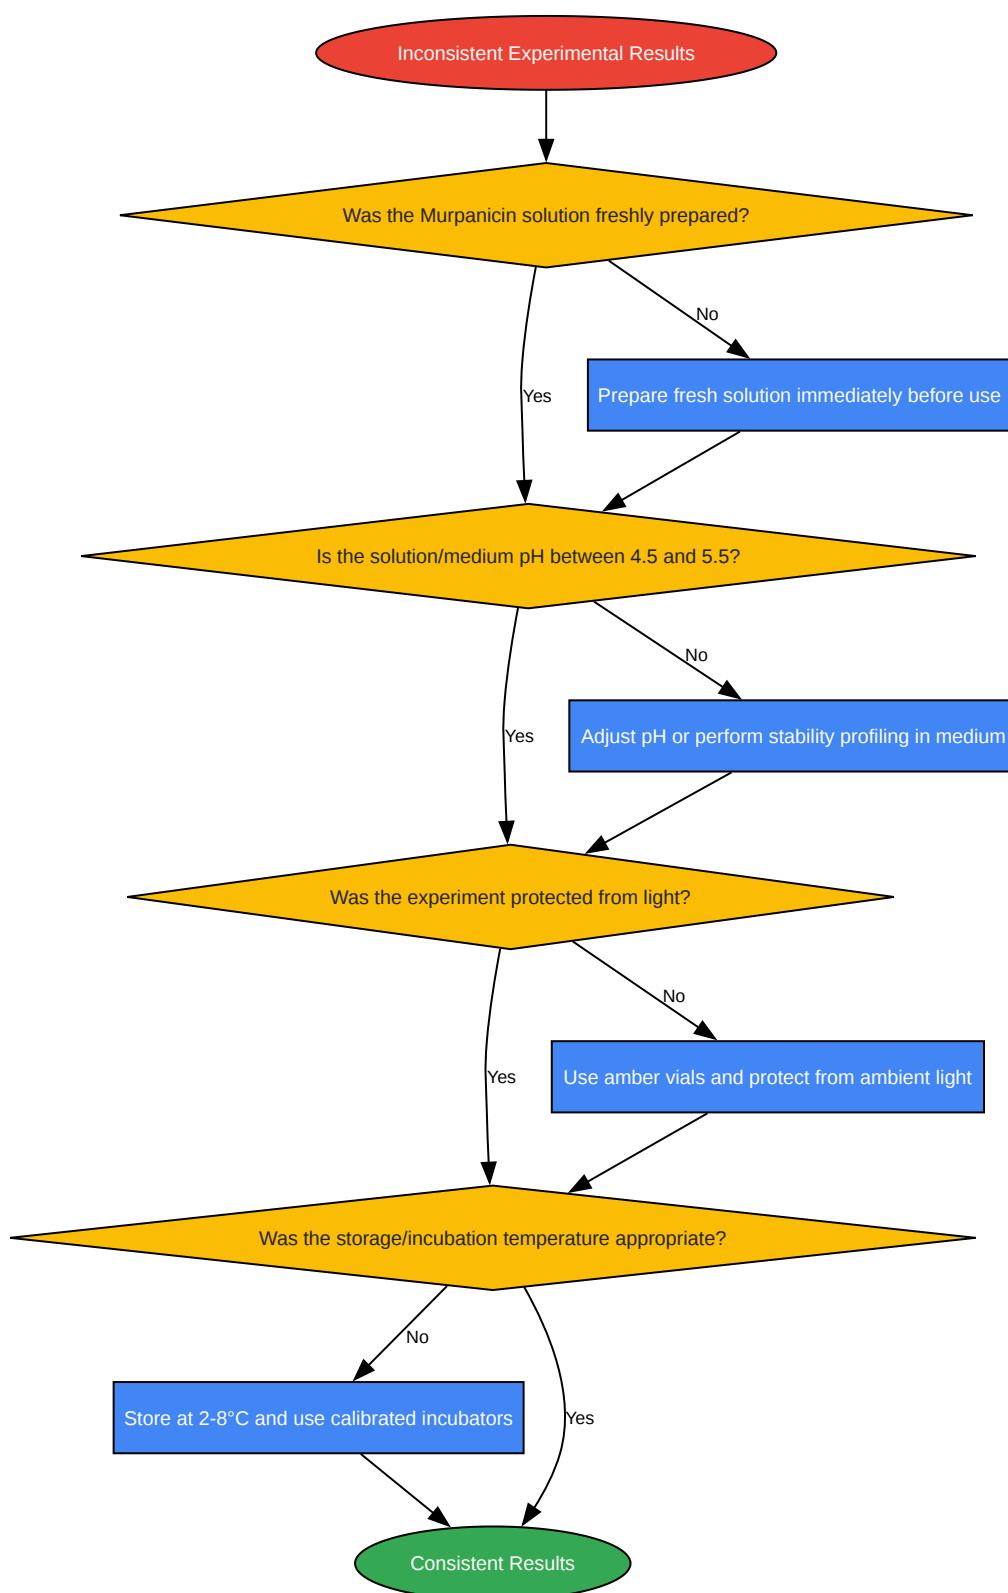 Inconsistent Experimental Results
Was the Murpanicin solution freshly prepared?
No
Yes
Prepare fresh solution immediately before use
Is the solution/medium pH between 4.5 and 5.5?
No
Yes
Adjust pH or perform stability profiling in medium
Was the experiment protected from light?
No
Yes
Use amber vials and protect from ambient light
Was the storage/incubation temperature appropriate?
No
Yes
Store at 2-8°C and use calibrated incubators
Consistent Results